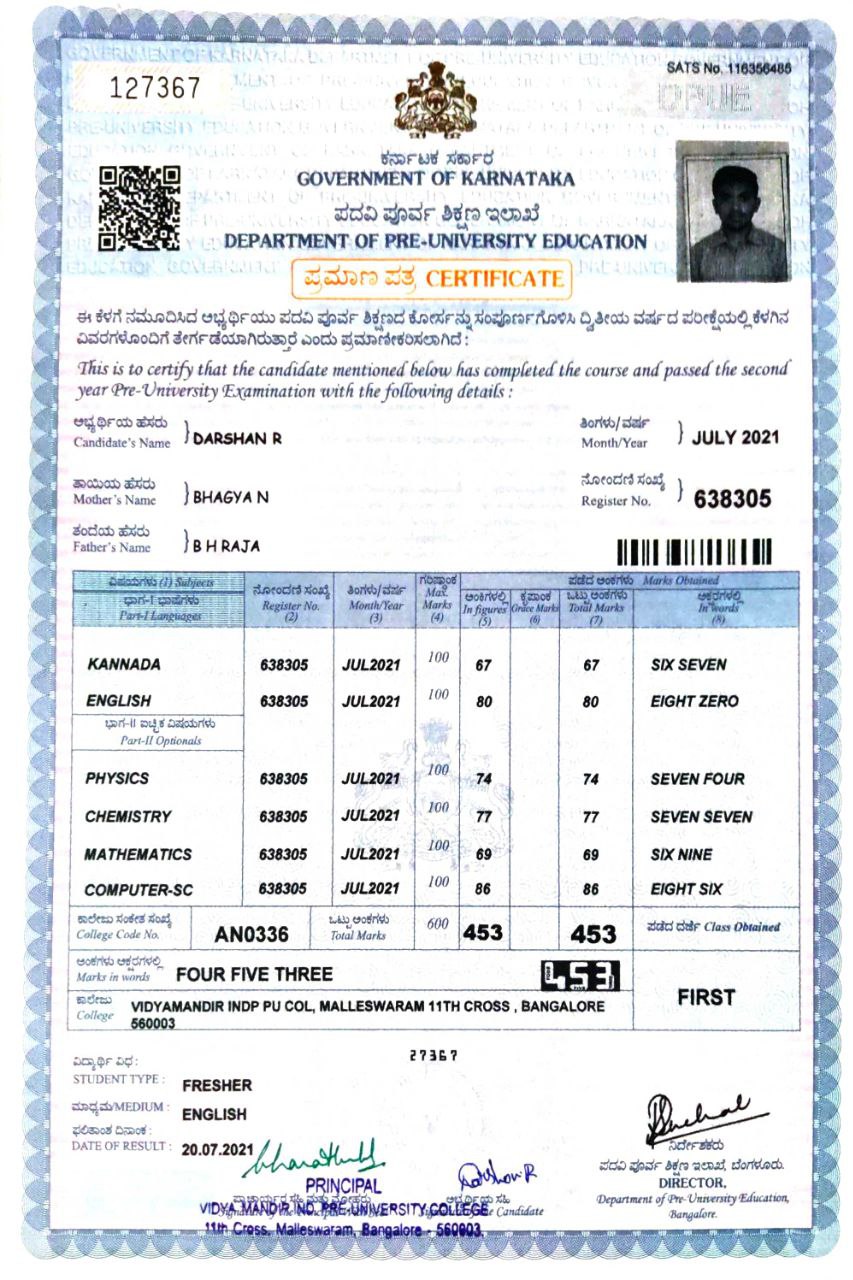 127367
SATS No. 116356485
DPUE
ಕರ್ನಾಟಕ ಸರ್ಕಾರ
GOVERNMENT OF KARNATAKA
ಪದವಿ ಪೂರ್ವ ಶಿಕ್ಷಣ ಇಲಾಖೆ
DEPARTMENT OF PRE-UNIVERSITY EDUCATION
ಪ್ರಮಾಣ ಪತ್ರ CERTIFICATE
ಈ ಕೆಳಗೆ ನಮೂದಿಸಿದ ಅಭ್ಯರ್ಥಿಯು ಪದವಿ ಪೂರ್ವ ಶಿಕ್ಷಣದ ಕೋರ್ಸನ್ನು ಸಂಪೂರ್ಣಗೊಳಿಸಿ ದ್ವಿತೀಯ ವರ್ಷದ ಪರೀಕ್ಷೆಯಲ್ಲಿ ಕೆಳಗಿನ
ವಿವರಗಳೊಂದಿಗೆ ತೇರ್ಗಡೆಯಾಗಿರುತ್ತಾರೆ ಎಂದು ಪ್ರಮಾಣೀಕರಿಸಲಾಗಿದೆ :
This is to certify that the candidate mentioned below has completed the course and passed the second
year Pre-University Examination with the following details :
ಅಭ್ಯರ್ಥಿಯ ಹೆಸರು
Candidate's Name } DARSHAN R
ತಿಂಗಳು/ವರ್ಷ
Month/Year } JULY 2021
ತಾಯಿಯ ಹೆಸರು
Mother's Name } BHAGYA N
ನೋಂದಣಿ ಸಂಖ್ಯೆ
Register No. } 638305
ತಂದೆಯ ಹೆಸರು
Father's Name } B H RAJA
ವಿಷಯಗಳು (1) Subjects
ಭಾಗ-I ಭಾಷೆಗಳು
Part-I Languages
ನೋಂದಣಿ ಸಂಖ್ಯೆ
Register No.
(2)
ತಿಂಗಳು/ವರ್ಷ
Month/Year
(3)
ಗರಿಷ್ಠಾಂಕ
Max.
Marks
(4)
ಪಡೆದ ಅಂಕಗಳು Marks Obtained
ಅಂಕಿಗಳಲ್ಲಿ
In figures
(5)
ಕೃಪಾಂಕ
Grace Marks
(6)
ಒಟ್ಟು ಅಂಕಗಳು
Total Marks
(7)
ಅಕ್ಷರಗಳಲ್ಲಿ
In words
(8)
KANNADA 638305 JUL2021 100 67 67 SIX SEVEN
ENGLISH 638305 JUL2021 100 80 80 EIGHT ZERO
ಭಾಗ-II ಐಚ್ಛಿಕ ವಿಷಯಗಳು
Part-II Optionals
PHYSICS 638305 JUL2021 100 74 74 SEVEN FOUR
CHEMISTRY 638305 JUL2021 100 77 77 SEVEN SEVEN
MATHEMATICS 638305 JUL2021 100 69 69 SIX NINE
COMPUTER-SC 638305 JUL2021 100 86 86 EIGHT SIX
ಕಾಲೇಜು ಸಂಕೇತ ಸಂಖ್ಯೆ
College Code No. AN0336
ಒಟ್ಟು ಅಂಕಗಳು
Total Marks 600 453 453
ಪಡೆದ ದರ್ಜೆ Class Obtained
ಅಂಕಗಳು ಅಕ್ಷರಗಳಲ್ಲಿ
Marks in words FOUR FIVE THREE
453
FIRST
ಕಾಲೇಜು
College VIDYAMANDIR INDP PU COL, MALLESWARAM 11TH CROSS , BANGALORE
560003
27367
ವಿದ್ಯಾರ್ಥಿ ವಿಧ :
STUDENT TYPE : FRESHER
ಮಾಧ್ಯಮ/MEDIUM : ENGLISH
ಫಲಿತಾಂಶ ದಿನಾಂಕ :
DATE OF RESULT : 20.07.2021
Darshan R
PRINCIPAL
VIDYA MANDIR IND. PRE-UNIVERSITY COLLEGE
11th Cross, Malleswaram, Bangalore - 560003.
ಅಭ್ಯರ್ಥಿಯ ಸಹಿ
Candidate
ನಿರ್ದೇಶಕರು
ಪದವಿ ಪೂರ್ವ ಶಿಕ್ಷಣ ಇಲಾಖೆ, ಬೆಂಗಳೂರು.
DIRECTOR,
Department of Pre-University Education,
Bangalore.